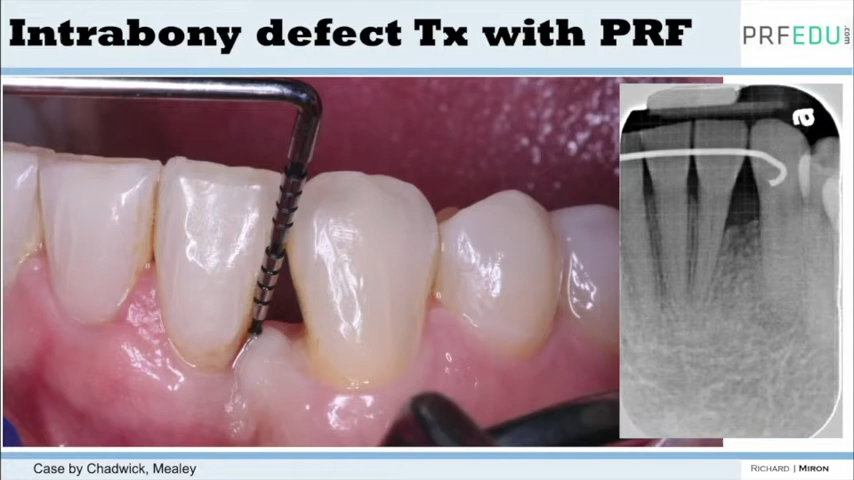 Intrabony defect Tx with PRF
PRFEDU.com
a
Case by Chadwick, Mealey
RICHARD | MIRON